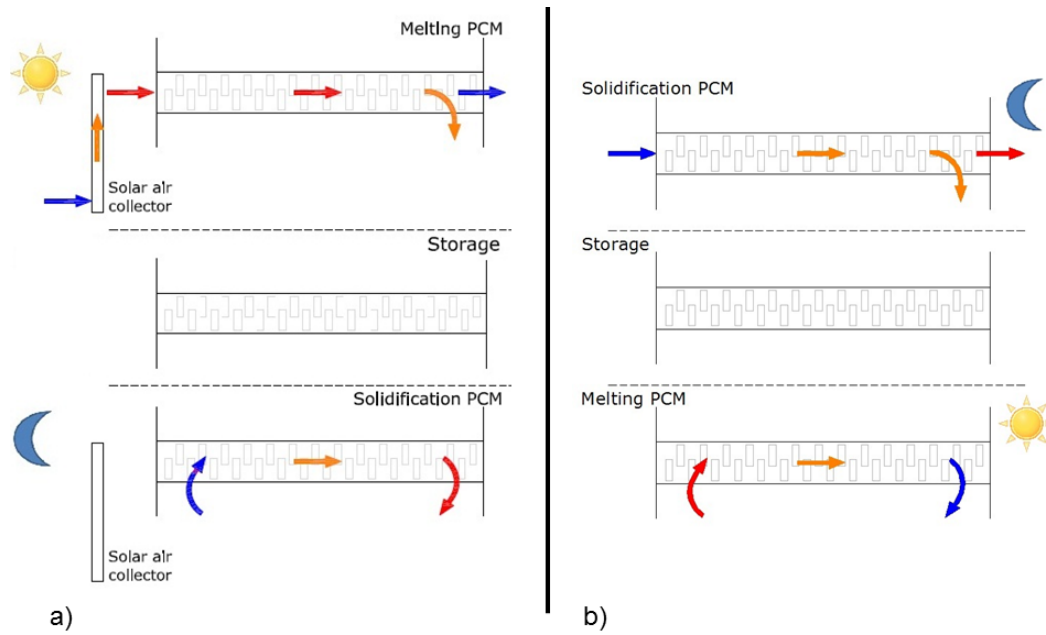 Melting PCM
Solar air
collector
Storage
Solidification PCM
Solar air
collector
a)
Solidification PCM
Storage
Melting PCM
b)